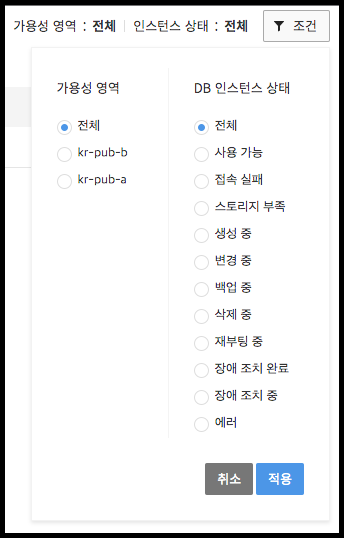 가용성 영역 : 전체 인스턴스 상태 : 전체 조건
가용성 영역
전체
kr-pub-b
kr-pub-a
DB 인스턴스 상태
전체
사용 가능
접속 실패
스토리지 부족
생성 중
변경 중
백업 중
삭제 중
재부팅 중
장애 조치 완료
장애 조치 중
에러
취소 적용